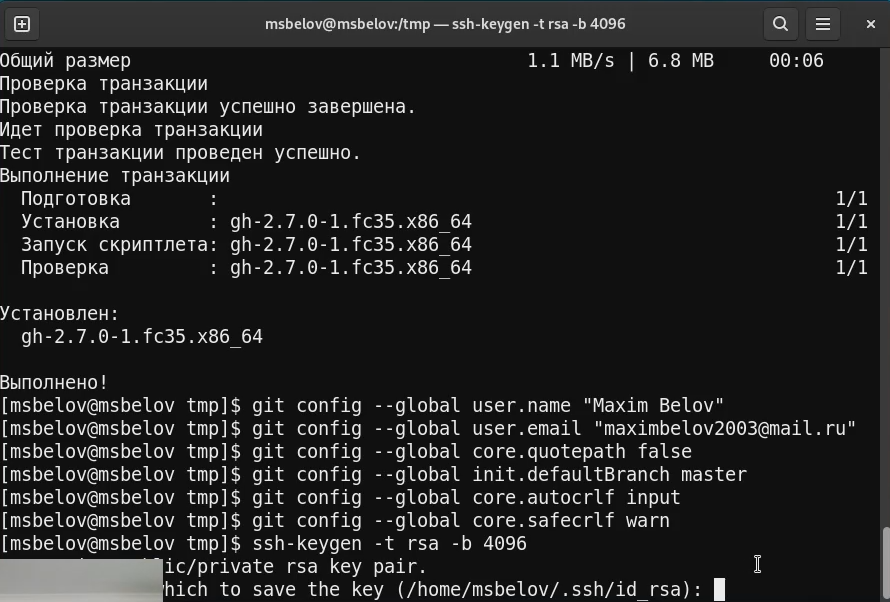 msbelov@msbelov:/tmp — ssh-keygen -t rsa -b 4096
Общий размер 1.1 MB/s | 6.8 MB 00:06
Проверка транзакции
Проверка транзакции успешно завершена.
Идет проверка транзакции
Тест транзакции проведен успешно.
Выполнение транзакции
Подготовка : 1/1
Установка : gh-2.7.0-1.fc35.x86_64 1/1
Запуск скриптлета: gh-2.7.0-1.fc35.x86_64 1/1
Проверка : gh-2.7.0-1.fc35.x86_64 1/1
Установлен:
gh-2.7.0-1.fc35.x86_64
Выполнено!
[msbelov@msbelov tmp]$ git config --global user.name "Maxim Belov"
[msbelov@msbelov tmp]$ git config --global user.email "maximbelov2003@mail.ru"
[msbelov@msbelov tmp]$ git config --global core.quotepath false
[msbelov@msbelov tmp]$ git config --global init.defaultBranch master
[msbelov@msbelov tmp]$ git config --global core.autocrlf input
[msbelov@msbelov tmp]$ git config --global core.safecrlf warn
[msbelov@msbelov tmp]$ ssh-keygen -t rsa -b 4096
ic/private rsa key pair.
hich to save the key (/home/msbelov/.ssh/id_rsa):